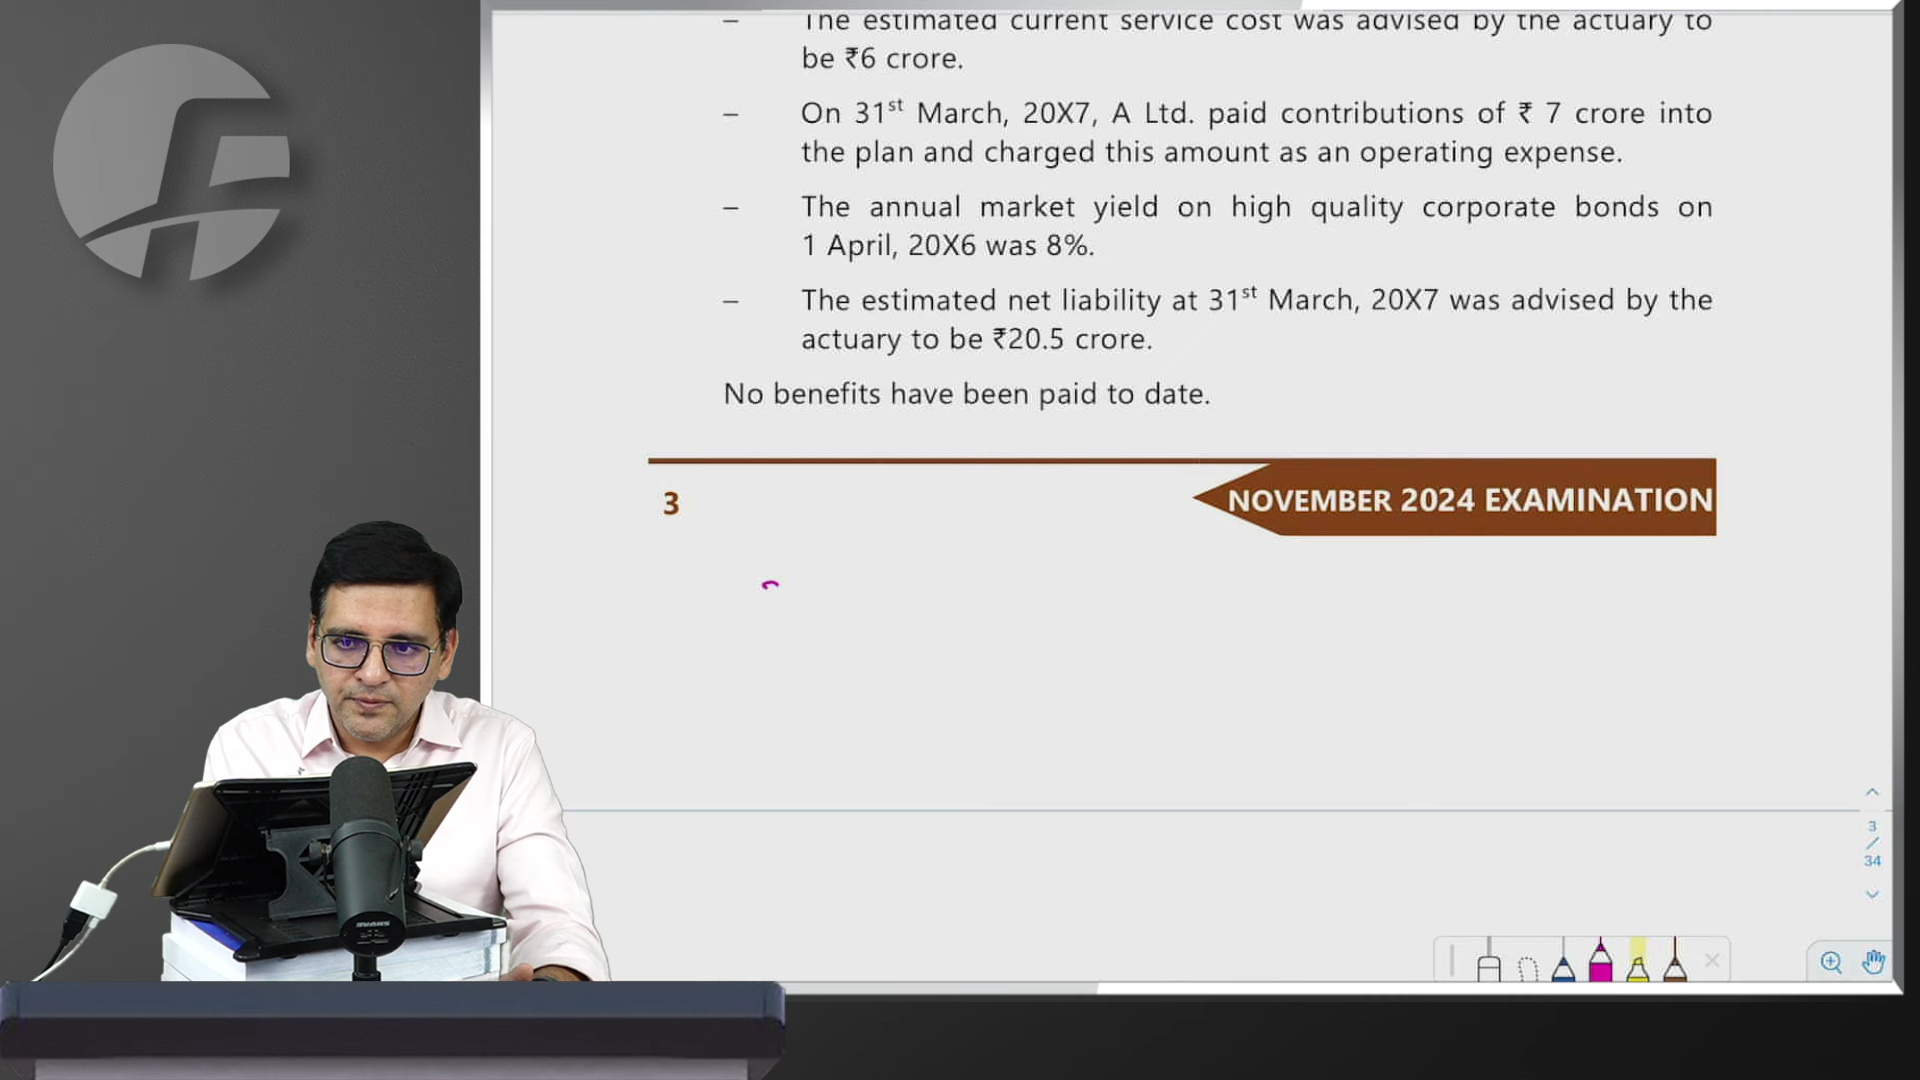 – The estimated current service cost was advised by the actuary to
be ₹6 crore.
– On 31st March, 20X7, A Ltd. paid contributions of ₹ 7 crore into
the plan and charged this amount as an operating expense.
– The annual market yield on high quality corporate bonds on
1 April, 20X6 was 8%.
– The estimated net liability at 31st March, 20X7 was advised by the
actuary to be ₹20.5 crore.
No benefits have been paid to date.
3
NOVEMBER 2024 EXAMINATION
3
/
34